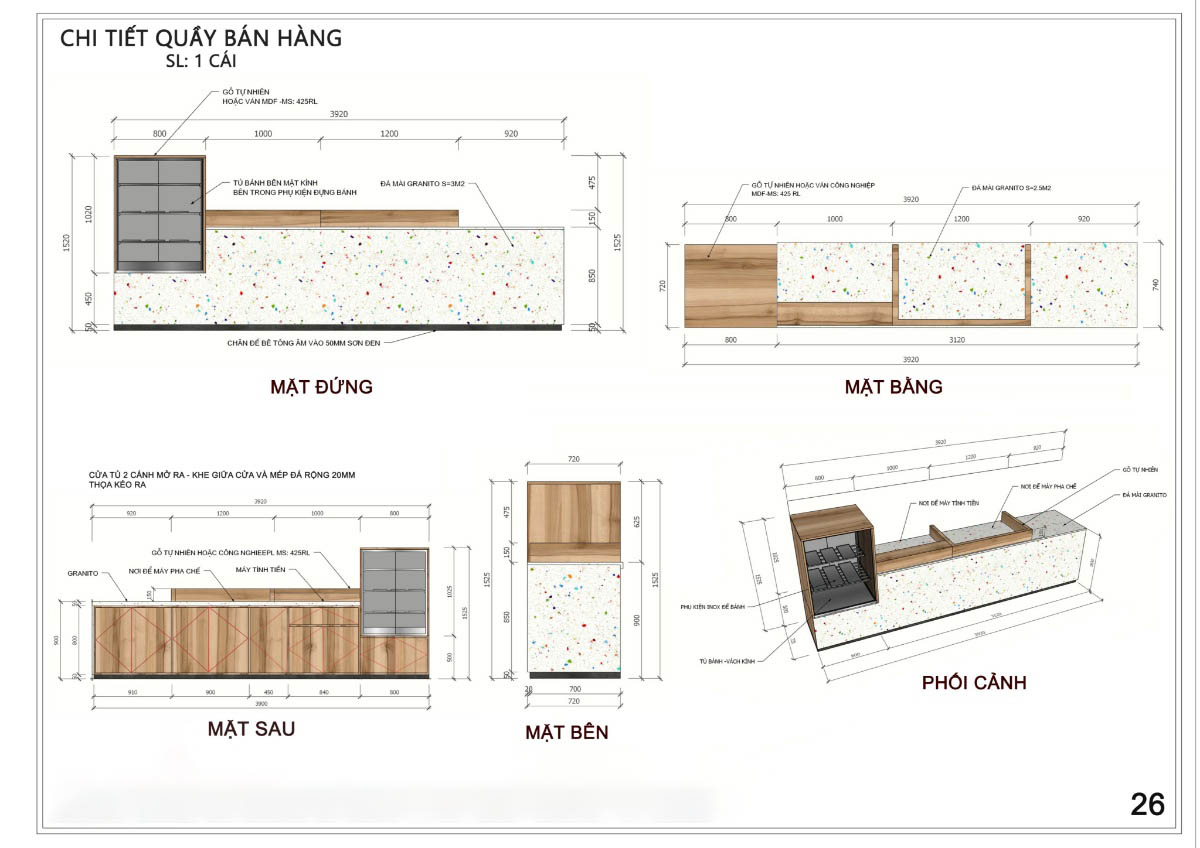 CHI TIẾT QUẦY BÁN HÀNG
SL: 1 CÁI
GỖ TỰ NHIÊN
HOẶC VÁN MDF -MS: 425RL
3920
800 1000 1200 920
TỦ BÁNH BÊN MẶT KÍNH
BÊN TRONG PHỤ KIỆN ĐỰNG BÁNH
ĐÁ MÀI GRANITO S=3M2
1520
1020
450
50
475
150
850
50
1525
CHÂN ĐẾ BÊ TÔNG ÂM VÀO 50MM SƠN ĐEN
MẶT ĐỨNG
GỖ TỰ NHIÊN HOẶC VÁN CÔNG NGHIỆP
MDF-MS: 425 RL
ĐÁ MÀI GRANITO S=2.5M2
3920
800 1000 1200 920
720
740
800 3120
3920
MẶT BẰNG
CỬA TỦ 2 CÁNH MỞ RA - KHE GIỮA CỬA VÀ MÉP ĐÁ RỘNG 20MM
THỌA KÉO RA
3920
920 1200 1000 800
GỖ TỰ NHIÊN HOẶC CÔNG NGHIEEPL MS: 425RL
GRANITO
NƠI ĐỂ MÁY PHA CHẾ
MÁY TÍNH TIỀN
150
900
800
50
1025
500
1525
910 900 450 840 800
3900
MẶT SAU
720
475
150
850
50
1525
625
900
1525
20 700
720
MẶT BÊN
3920
800 1000 1200 920
GỖ TỰ NHIÊN
NƠI ĐỂ MÁY PHA CHẾ
NƠI ĐỂ MÁY TÍNH TIỀN
ĐÁ MÀI GRANITO
1525
1025
PHỤ KIỆN INOX ĐỂ BÁNH
TỦ BÁNH -VÁCH KÍNH
PHỐI CẢNH
26